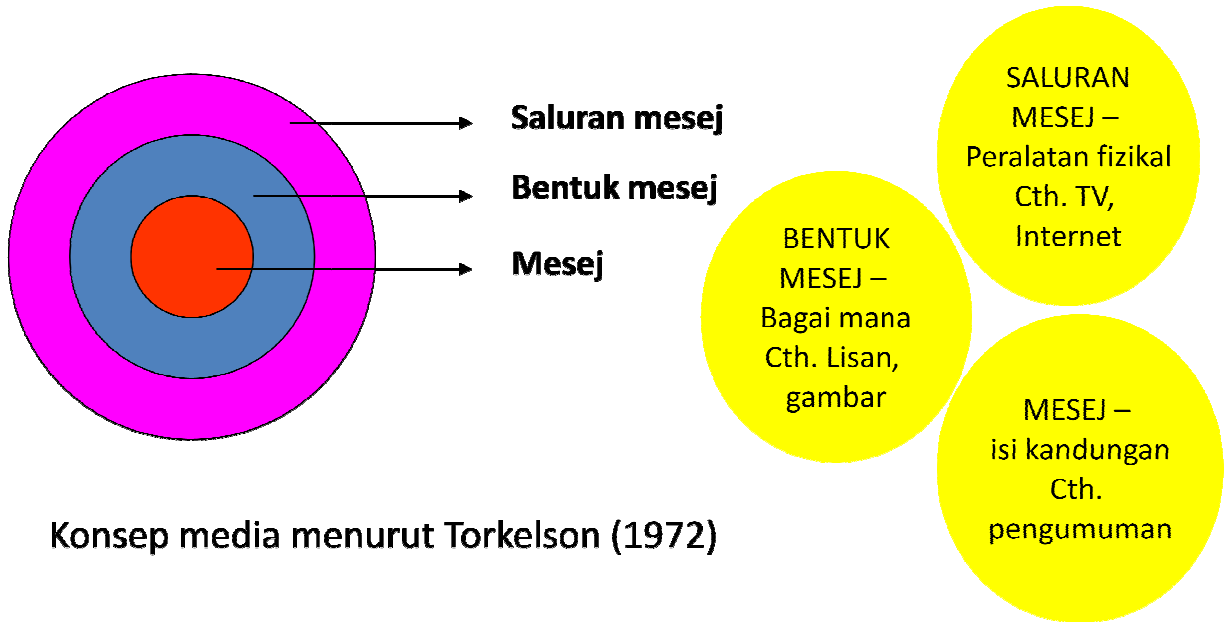 Saluran mesej
Bentuk mesej
Mesej
Konsep media menurut Torkelson (1972)
BENTUK
MESEJ –
Bagai mana
Cth. Lisan,
gambar
SALURAN
MESEJ –
Peralatan fizikal
Cth. TV,
Internet
MESEJ –
isi kandungan
Cth.
pengumuman